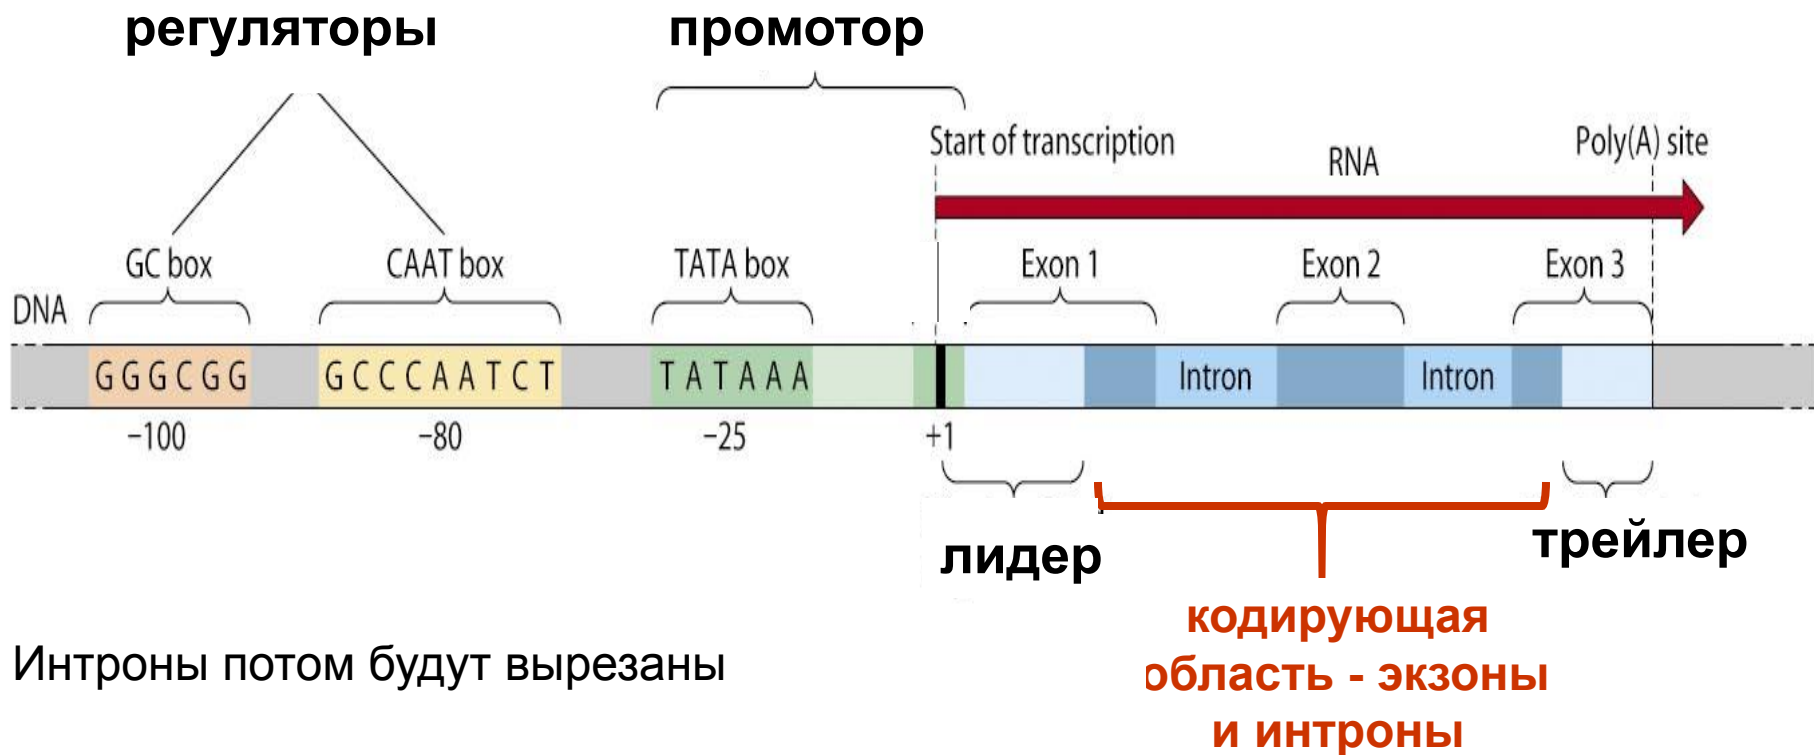 регуляторы
промотор
Start of transcription
RNA
Poly(A) site
GC box
CAAT box
TATA box
Exon 1
Exon 2
Exon 3
DNA
GGGCGG
GCCCAATCT
TATAAA
Intron
Intron
–100
–80
–25
+1
лидер
трейлер
кодирующая
область - экзоны
и интроны
Интроны потом будут вырезаны